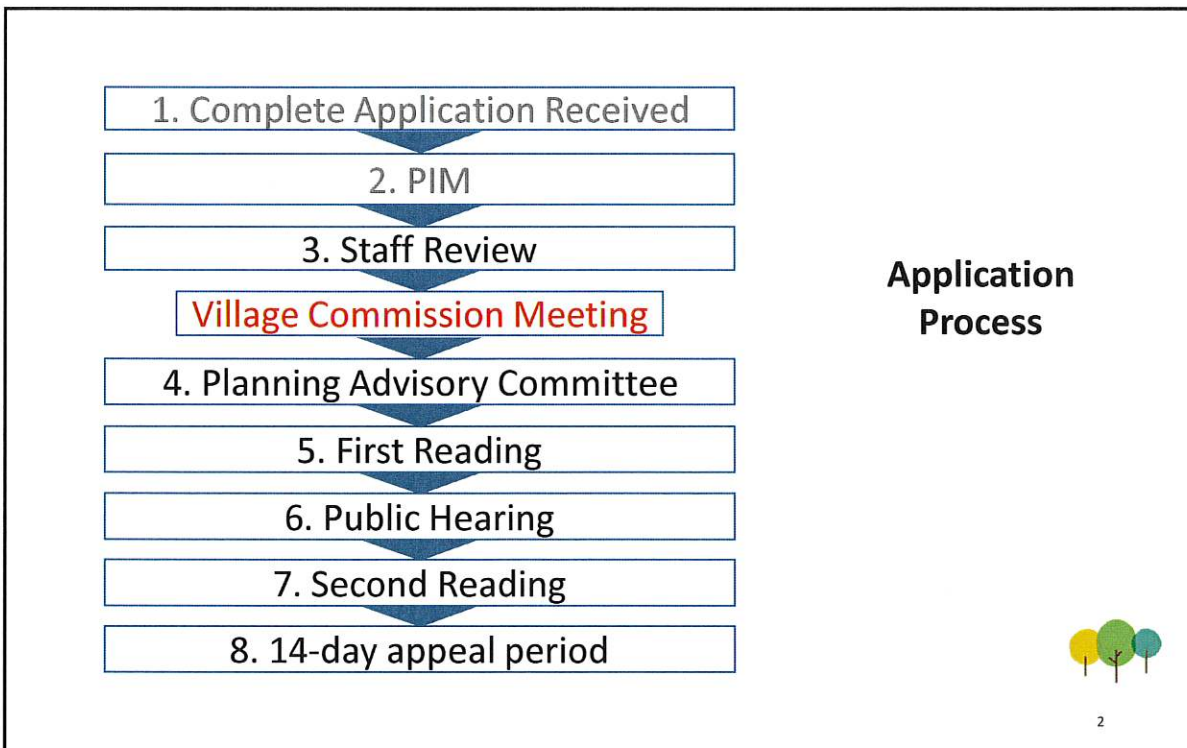 1. Complete Application Received
2. PIM
3. Staff Review
Village Commission Meeting
4. Planning Advisory Committee
5. First Reading
6. Public Hearing
7. Second Reading
8. 14-day appeal period
Application
Process
2